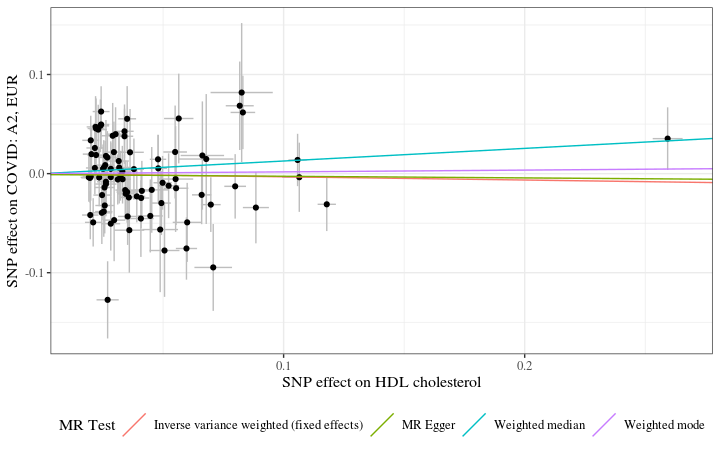 SNP effect on COVID: A2, EUR
0.1
0.0
-0.1
0.1
0.2
SNP effect on HDL cholesterol
MR Test
Inverse variance weighted (fixed effects)
MR Egger
Weighted median
Weighted mode